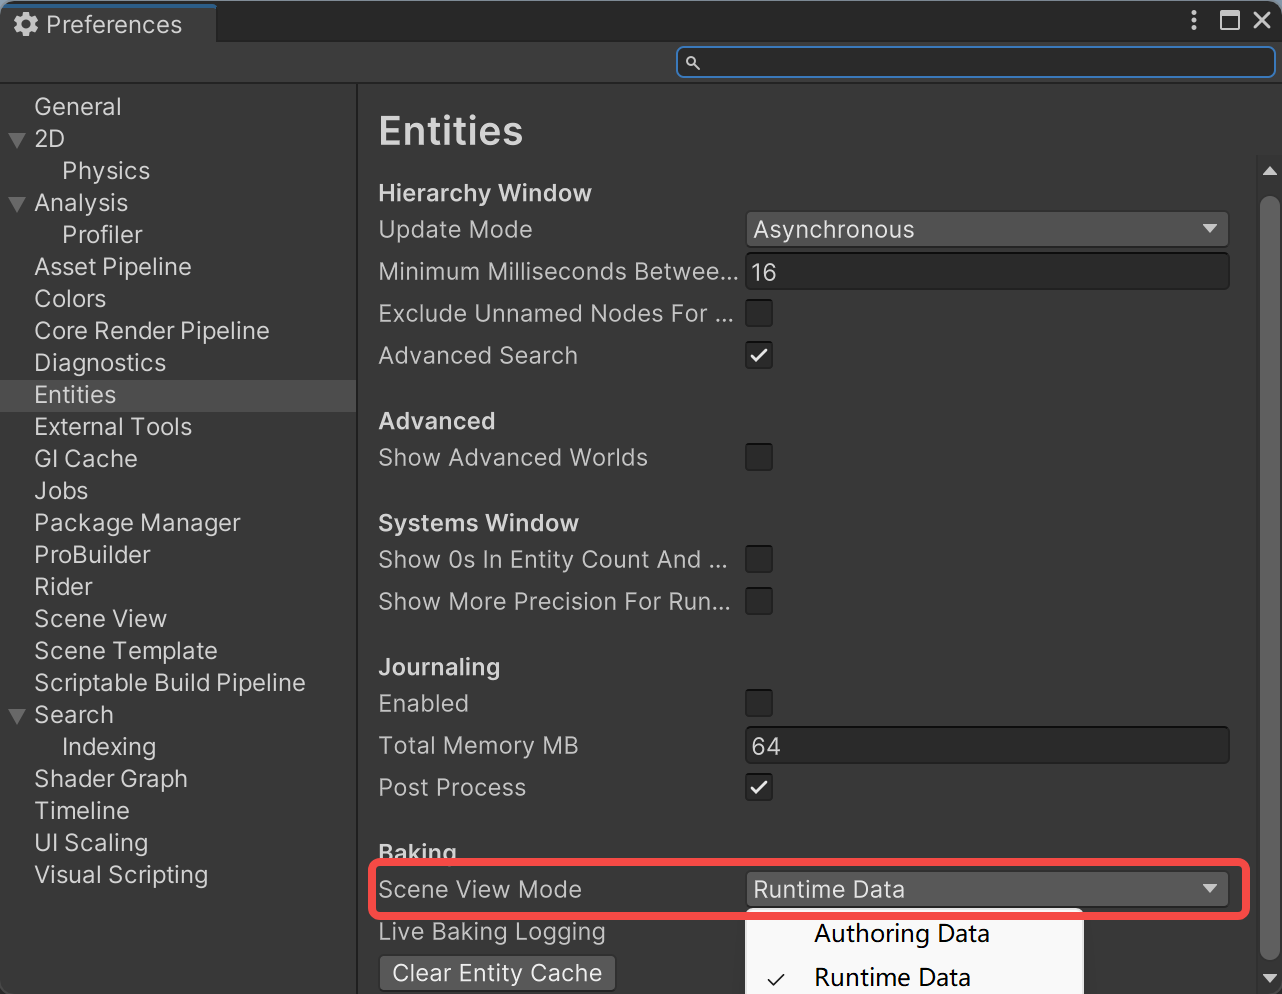 Preferences
General
2D
Physics
Analysis
Profiler
Asset Pipeline
Colors
Core Render Pipeline
Diagnostics
Entities
External Tools
GI Cache
Jobs
Package Manager
ProBuilder
Rider
Scene View
Scene Template
Scriptable Build Pipeline
Search
Indexing
Shader Graph
Timeline
UI Scaling
Visual Scripting
Entities
Hierarchy Window
Update Mode Asynchronous
Minimum Milliseconds Betwee... 16
Exclude Unnamed Nodes For ...
Advanced Search
Advanced
Show Advanced Worlds
Systems Window
Show 0s In Entity Count And ...
Show More Precision For Run...
Journaling
Enabled
Total Memory MB 64
Post Process
Baking
Scene View Mode Runtime Data
Live Baking Logging
Authoring Data
Clear Entity Cache
Runtime Data